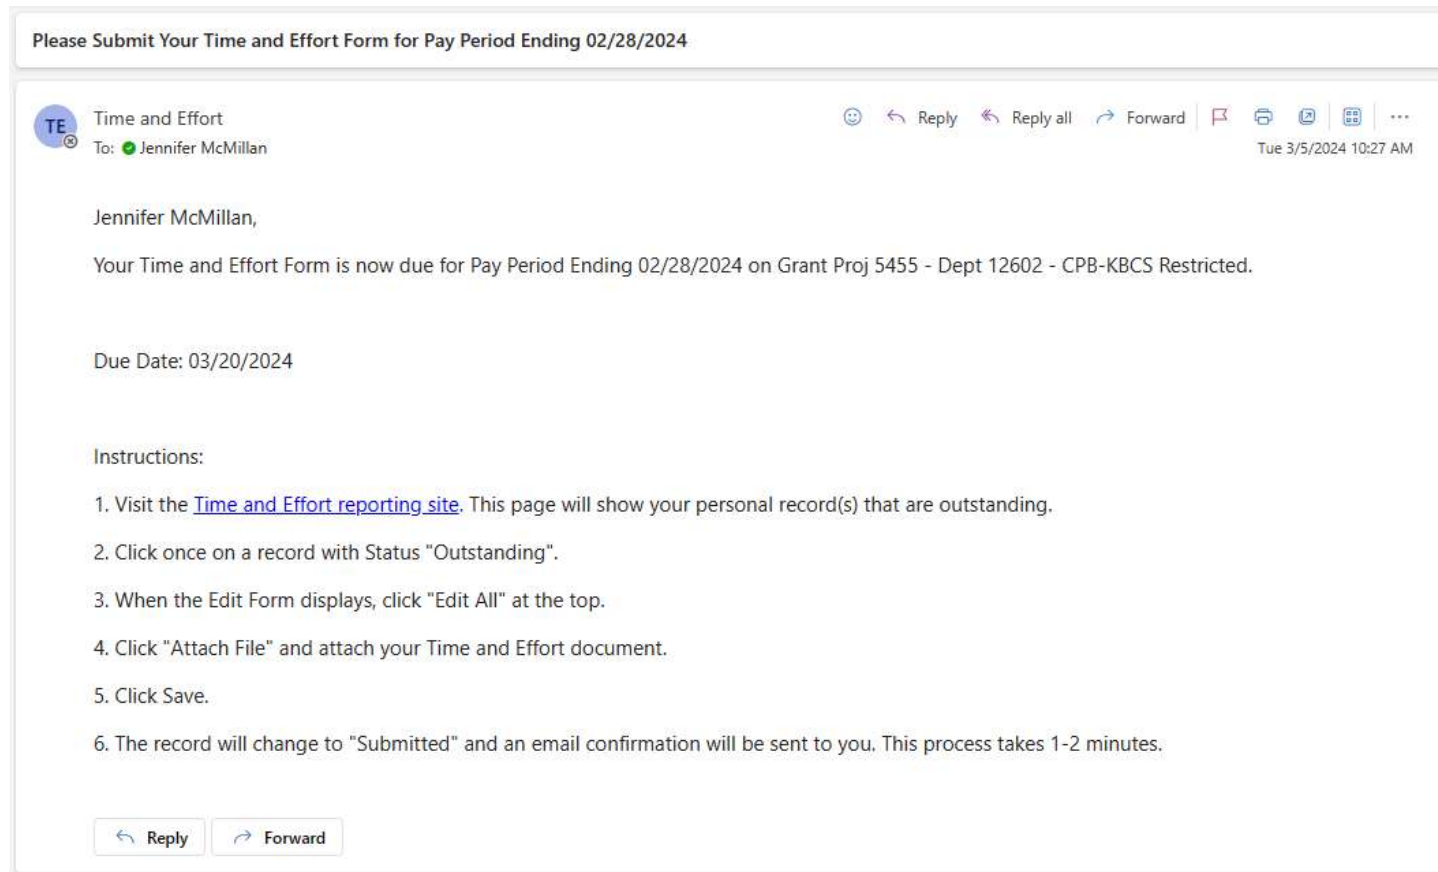 Please Submit Your Time and Effort Form for Pay Period Ending 02/28/2024
TE
Time and Effort
Reply
Reply all
Forward
To: Jennifer McMillan
Tue 3/5/2024 10:27 AM
Jennifer McMillan,
Your Time and Effort Form is now due for Pay Period Ending 02/28/2024 on Grant Proj 5455 - Dept 12602 - CPB-KBCS Restricted.
Due Date: 03/20/2024
Instructions:
1. Visit the Time and Effort reporting site. This page will show your personal record(s) that are outstanding.
2. Click once on a record with Status "Outstanding".
3. When the Edit Form displays, click "Edit All" at the top.
4. Click "Attach File" and attach your Time and Effort document.
5. Click Save.
6. The record will change to "Submitted" and an email confirmation will be sent to you. This process takes 1-2 minutes.
Reply
Forward